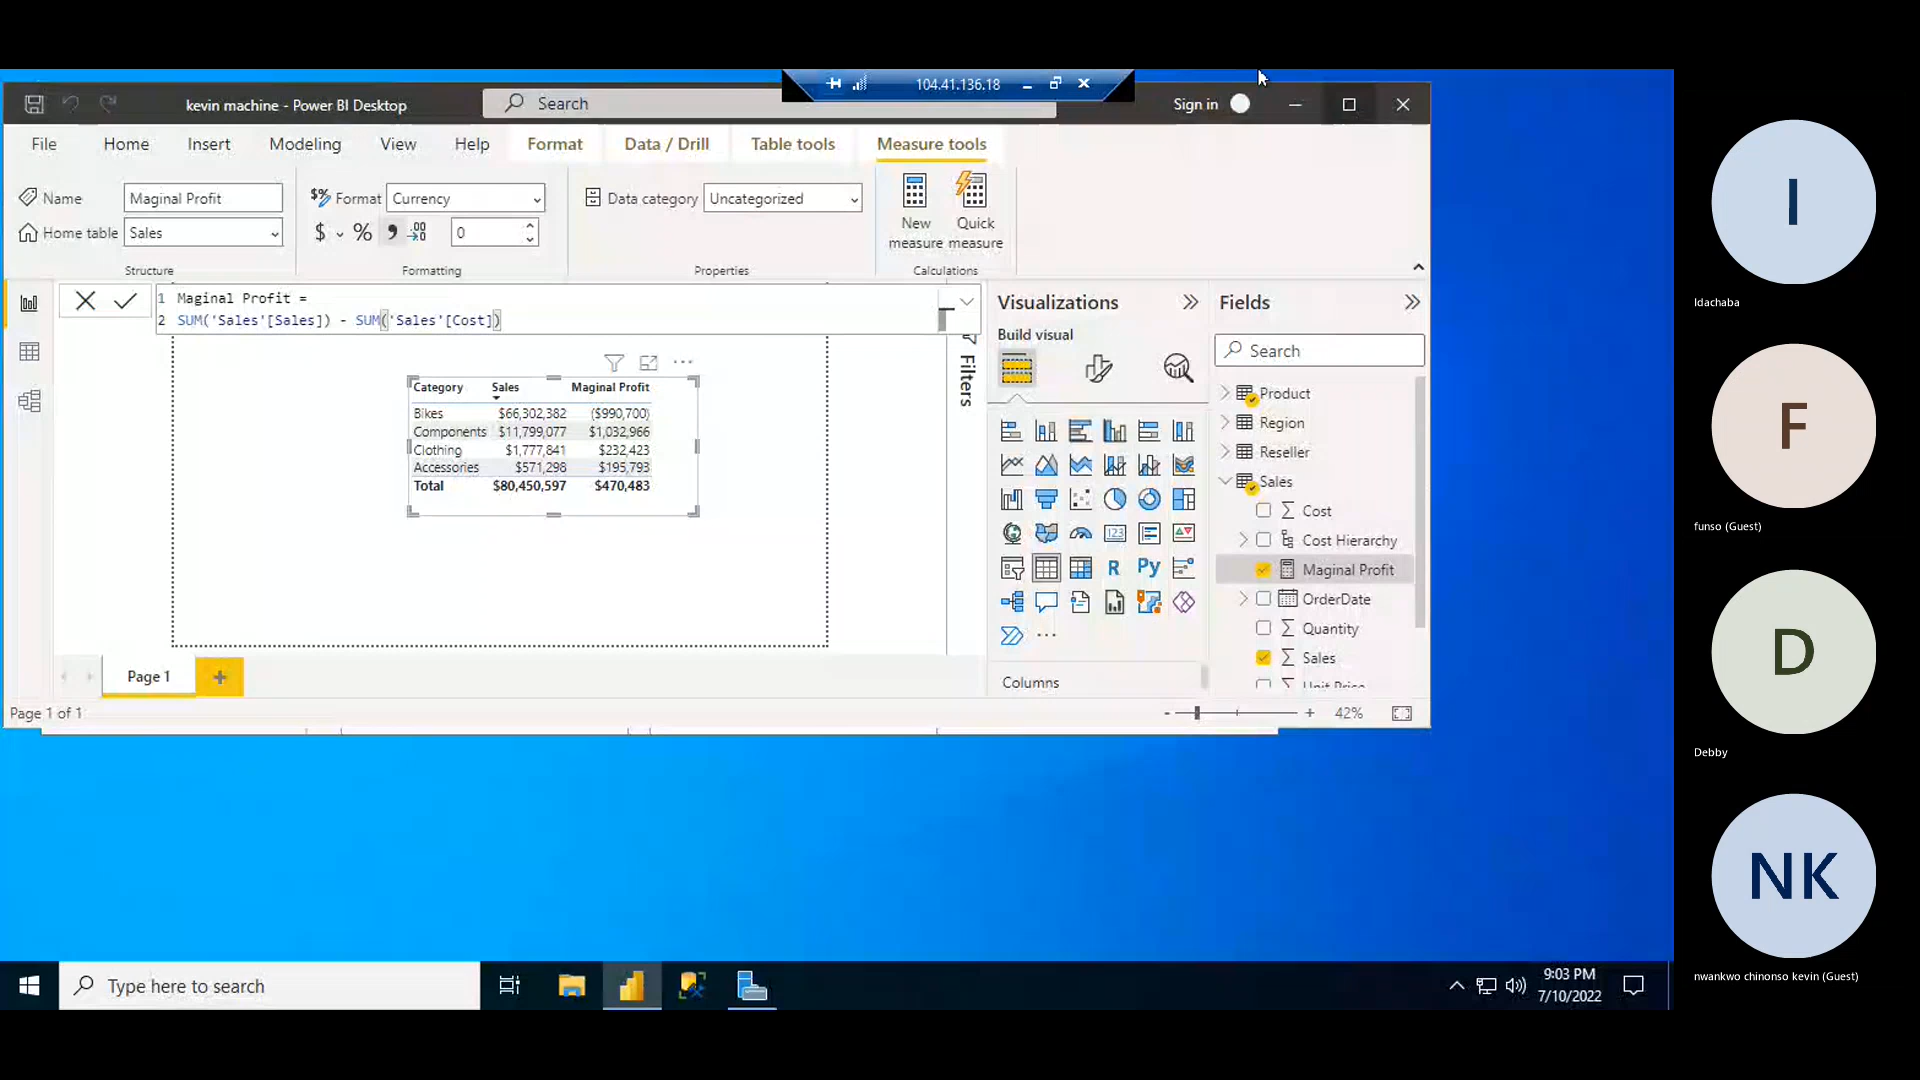 104.41.136.18
kevin machine - Power BI Desktop
Search
Sign in
File
Home
Insert
Modeling
View
Help
Format
Data / Drill
Table tools
Measure tools
Name
Maginal Profit
Home table
Sales
Structure
$% Format
Currency
$ % 9 .00
0
Formatting
Data category
Uncategorized
Properties
New measure
Quick measure
Calculations
1 Maginal Profit =
2 SUM('Sales'[Sales]) - SUM('Sales'[Cost])
Category Sales Maginal Profit
Bikes $66,302,382 ($990,700)
Components $11,799,077 $1,032,966
Clothing $1,777,841 $232,423
Accessories $571,298 $195,793
Total $80,450,597 $470,483
Filters
Visualizations
Build visual
123
R
Py
Columns
Fields
Search
Product
Region
Reseller
Sales
Cost
Cost Hierarchy
Maginal Profit
OrderDate
Quantity
Sales
Unit Price
Page 1
Page 1 of 1
- + 42%
Type here to search
9:03 PM
7/10/2022
I
Idachaba
F
funso (Guest)
D
Debby
NK
nwankwo chinonso kevin (Guest)